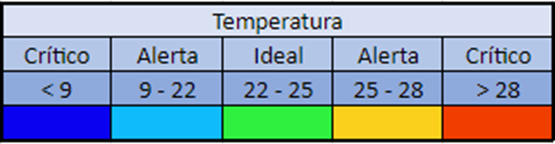 Temperatura
Crítico Alerta Ideal Alerta Crítico
< 9 9 - 22 22 - 25 25 - 28 > 28